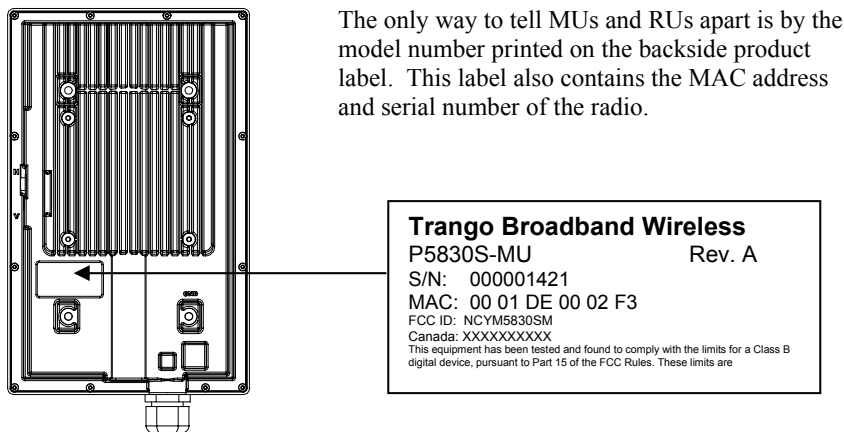 The only way to tell MUs and RUs apart is by the
model number printed on the backside product
label. This label also contains the MAC address
and serial number of the radio.
H
V
Trango Broadband Wireless
P5830S-MU Rev. A
S/N: 000001421
MAC: 00 01 DE 00 02 F3
FCC ID: NCYM5830SM
Canada: XXXXXXXXXX
This equipment has been tested and found to comply with the limits for a Class B
digital device, pursuant to Part 15 of the FCC Rules. These limits are